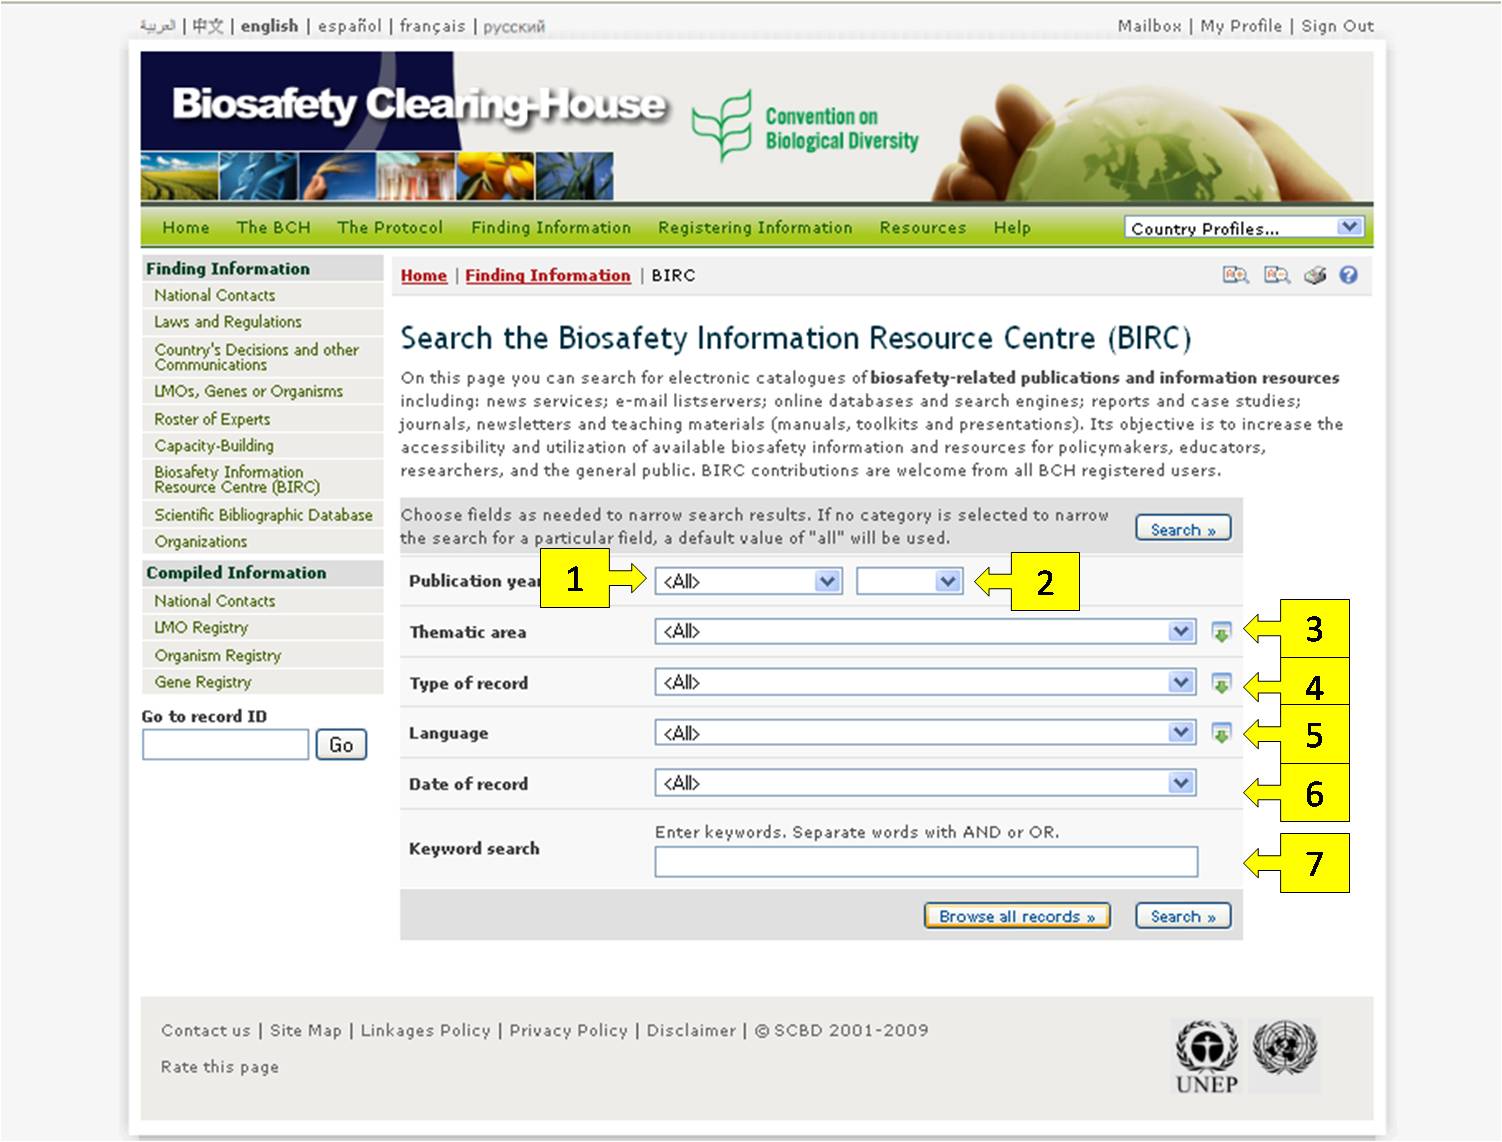 العربية | 中文 | english | español | français | русский
Mailbox | My Profile | Sign Out
Biosafety Clearing-House
Convention on
Biological Diversity
Home The BCH The Protocol Finding Information Registering Information Resources Help
Country Profiles...
Finding Information
National Contacts
Laws and Regulations
Country's Decisions and other
Communications
LMOs, Genes or Organisms
Roster of Experts
Capacity-Building
Biosafety Information
Resource Centre (BIRC)
Scientific Bibliographic Database
Organizations
Compiled Information
National Contacts
LMO Registry
Organism Registry
Gene Registry
Go to record ID
Go
Home | Finding Information | BIRC
Search the Biosafety Information Resource Centre (BIRC)
On this page you can search for electronic catalogues of biosafety-related publications and information resources
including: news services; e-mail listservers; online databases and search engines; reports and case studies;
journals, newsletters and teaching materials (manuals, toolkits and presentations). Its objective is to increase the
accessibility and utilization of available biosafety information and resources for policymakers, educators,
researchers, and the general public. BIRC contributions are welcome from all BCH registered users.
Choose fields as needed to narrow search results. If no category is selected to narrow
the search for a particular field, a default value of "all" will be used.
Search »
Publication year 1 <All> 2
Thematic area <All> 3
Type of record <All> 4
Language <All> 5
Date of record <All> 6
Enter keywords. Separate words with AND or OR.
Keyword search 7
Browse all records » Search »
Contact us | Site Map | Linkages Policy | Privacy Policy | Disclaimer | © SCBD 2001-2009
Rate this page
UNEP